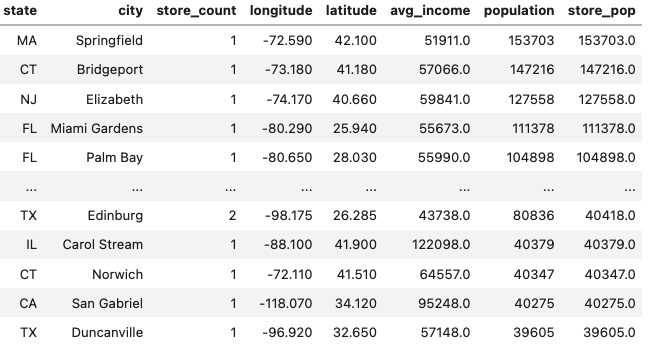 state city store_count longitude latitude avg_income population store_pop
MA Springfield 1 -72.590 42.100 51911.0 153703 153703.0
CT Bridgeport 1 -73.180 41.180 57066.0 147216 147216.0
NJ Elizabeth 1 -74.170 40.660 59841.0 127558 127558.0
FL Miami Gardens 1 -80.290 25.940 55673.0 111378 111378.0
FL Palm Bay 1 -80.650 28.030 55990.0 104898 104898.0
... ... ... ... ... ... ... ...
TX Edinburg 2 -98.175 26.285 43738.0 80836 40418.0
IL Carol Stream 1 -88.100 41.900 122098.0 40379 40379.0
CT Norwich 1 -72.110 41.510 64557.0 40347 40347.0
CA San Gabriel 1 -118.070 34.120 95248.0 40275 40275.0
TX Duncanville 1 -96.920 32.650 57148.0 39605 39605.0